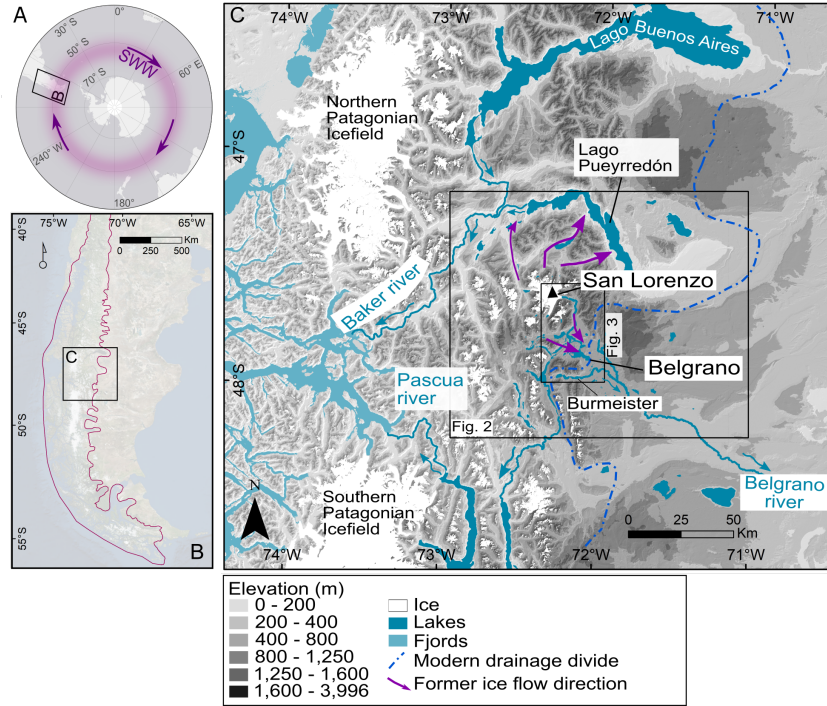 A
0°
30° S
50° S
70° S
SWW
60° E
B
240° W
180°
75°W
70°W
65°W
40°S
45°S
50°S
55°S
0
250
500
Km
C
B
C
74°W
73°W
72°W
71°W
47°S
48°S
Lago Buenos Aires
Northern
Patagonian
Icefield
Lago
Pueyrredón
San Lorenzo
Baker river
Fig. 3
Belgrano
Pascua
river
Burmeister
Fig. 2
Belgrano
river
N
Southern
Patagonian
Icefield
0
25
50
Km
74°W
73°W
72°W
71°W
Elevation (m)
0 - 200
200 - 400
400 - 800
800 - 1,250
1,250 - 1,600
1,600 - 3,996
Ice
Lakes
Fjords
Modern drainage divide
Former ice flow direction